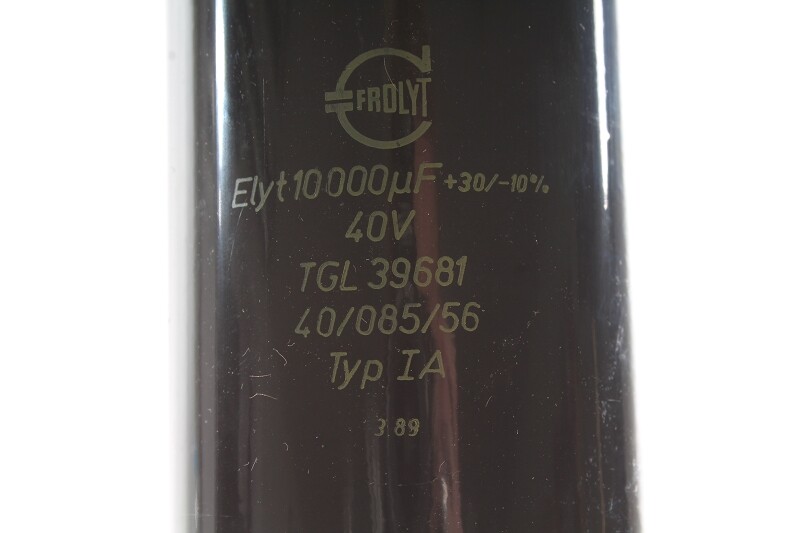 FROLYT
Elyt 10000µF +30/-10%
40V
TGL 39681
40/085/56
Typ IA
3 89